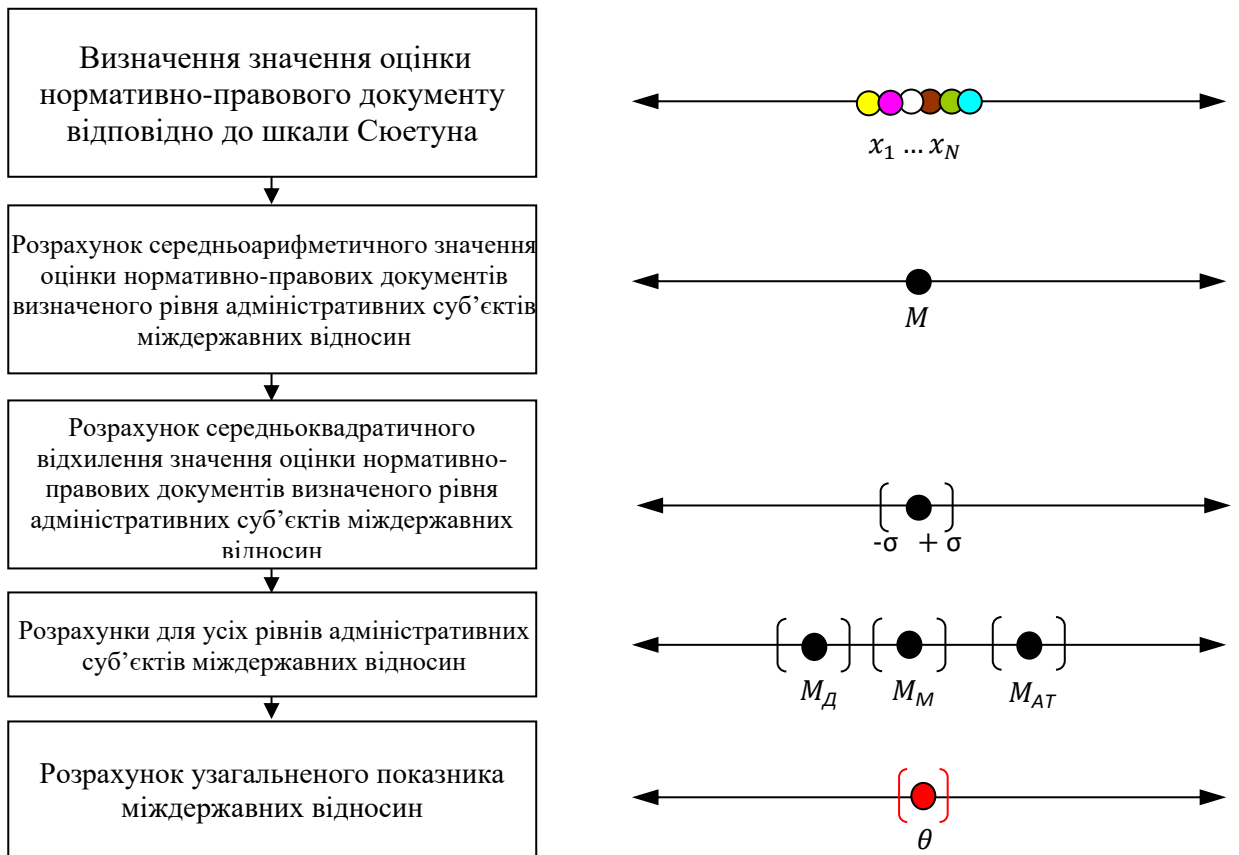 Визначення значення оцінки
нормативно-правового документу
відповідно до шкали Сюетуна
x₁ ... x_N
Розрахунок середньоарифметичного значення
оцінки нормативно-правових документів
визначеного рівня адміністративних суб’єктів
міждержавних відносин
M
Розрахунок середньоквадратичного
відхилення значення оцінки нормативно-
правових документів визначеного рівня
адміністративних суб’єктів міждержавних
відносин
-σ + σ
Розрахунки для усіх рівнів адміністративних
суб’єктів міждержавних відносин
M_Д M_М M_АТ
Розрахунок узагальненого показника
міждержавних відносин
θ